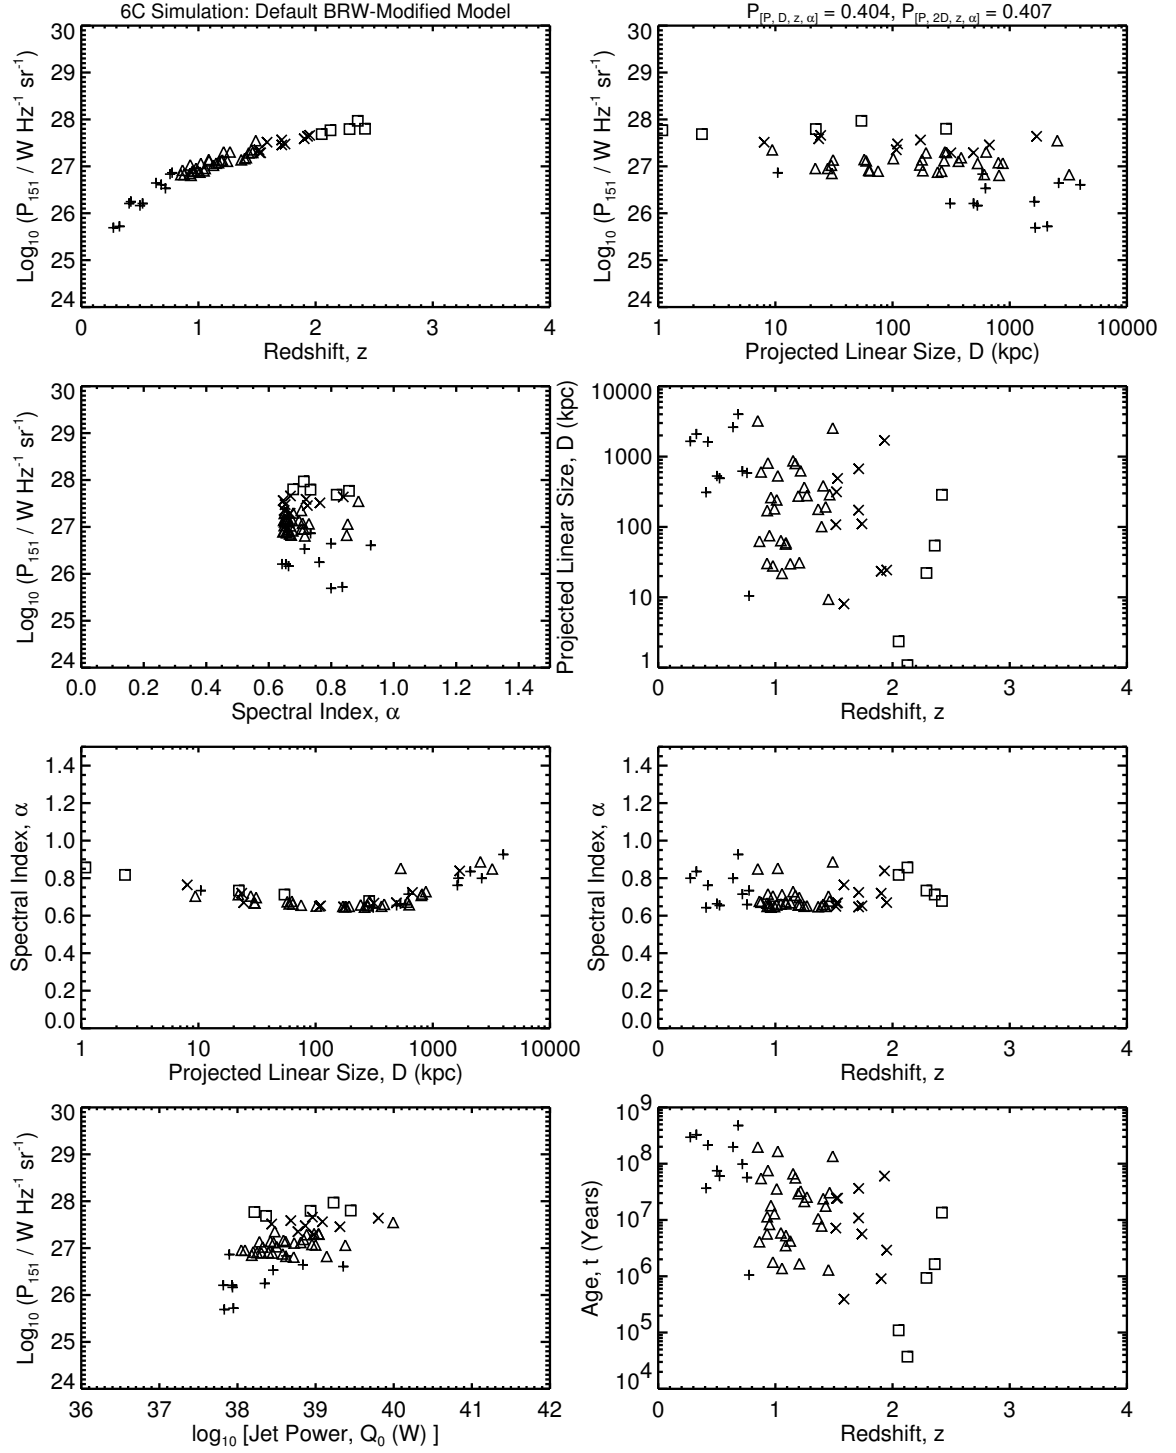 6C Simulation: Default BRW-Modified Model
P[P, D, z, α] = 0.404, P[P, 2D, z, α] = 0.407
30
29
28
27
26
25
24
Log10 (P151 / W Hz-1 sr-1)
0 1 2 3 4
Redshift, z
30
29
28
27
26
25
24
Log10 (P151 / W Hz-1 sr-1)
1 10 100 1000 10000
Projected Linear Size, D (kpc)
30
29
28
27
26
25
24
Log10 (P151 / W Hz-1 sr-1)
0.0 0.2 0.4 0.6 0.8 1.0 1.2 1.4
Spectral Index, α
10000
1000
100
10
1
Projected Linear Size, D (kpc)
0 1 2 3 4
Redshift, z
1.4
1.2
1.0
0.8
0.6
0.4
0.2
0.0
Spectral Index, α
1 10 100 1000 10000
Projected Linear Size, D (kpc)
1.4
1.2
1.0
0.8
0.6
0.4
0.2
0.0
Spectral Index, α
0 1 2 3 4
Redshift, z
30
29
28
27
26
25
24
Log10 (P151 / W Hz-1 sr-1)
36 37 38 39 40 41 42
log10 [Jet Power, Q0 (W) ]
10^9
10^8
10^7
10^6
10^5
10^4
Age, t (Years)
0 1 2 3 4
Redshift, z